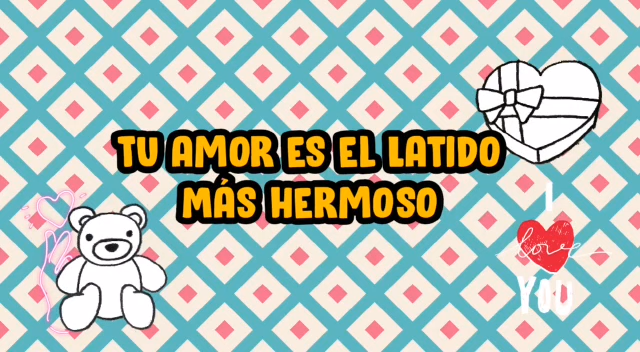 TU AMOR ES EL LATIDO
MÁS HERMOSO
I
love
YOU